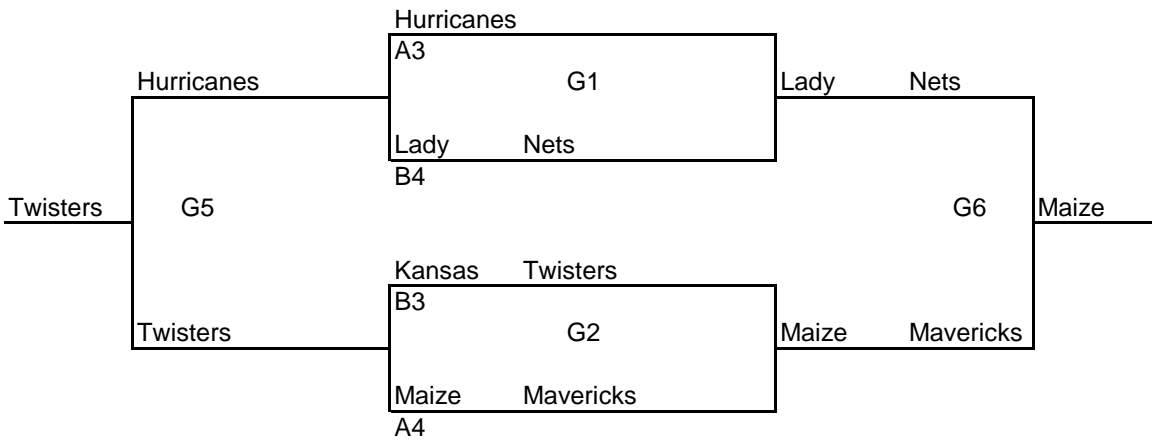 Hurricanes
A3
Hurricanes G1 Lady Nets
Lady Nets
B4
Twisters G5 G6 Maize
Kansas Twisters
B3
Twisters G2 Maize Mavericks
Maize Mavericks
A4